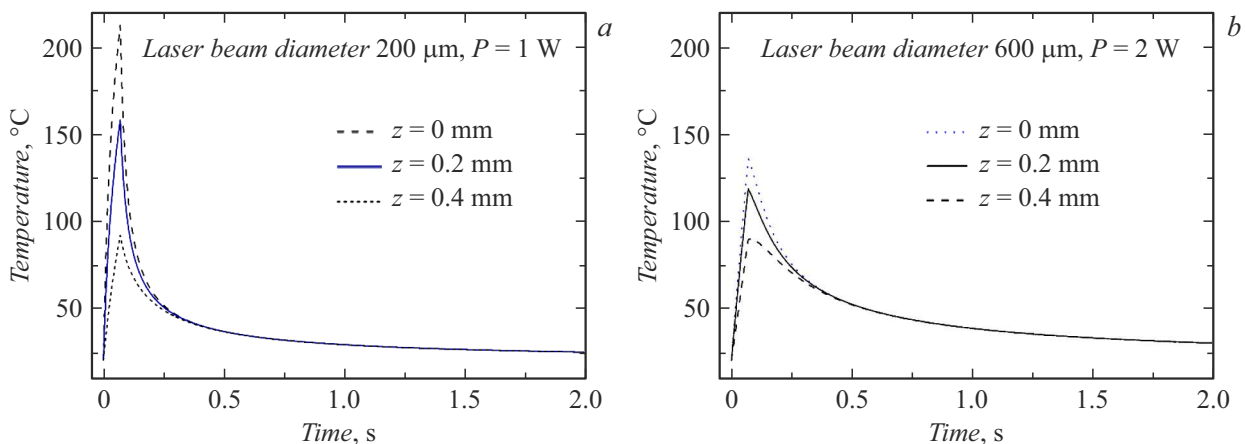 a
Laser beam diameter 200 μm, P = 1 W
z = 0 mm
z = 0.2 mm
z = 0.4 mm
Temperature, °C
200
150
100
50
0
0.5
1.0
1.5
2.0
Time, s
b
Laser beam diameter 600 μm, P = 2 W
z = 0 mm
z = 0.2 mm
z = 0.4 mm
Temperature, °C
200
150
100
50
0
0.5
1.0
1.5
2.0
Time, s